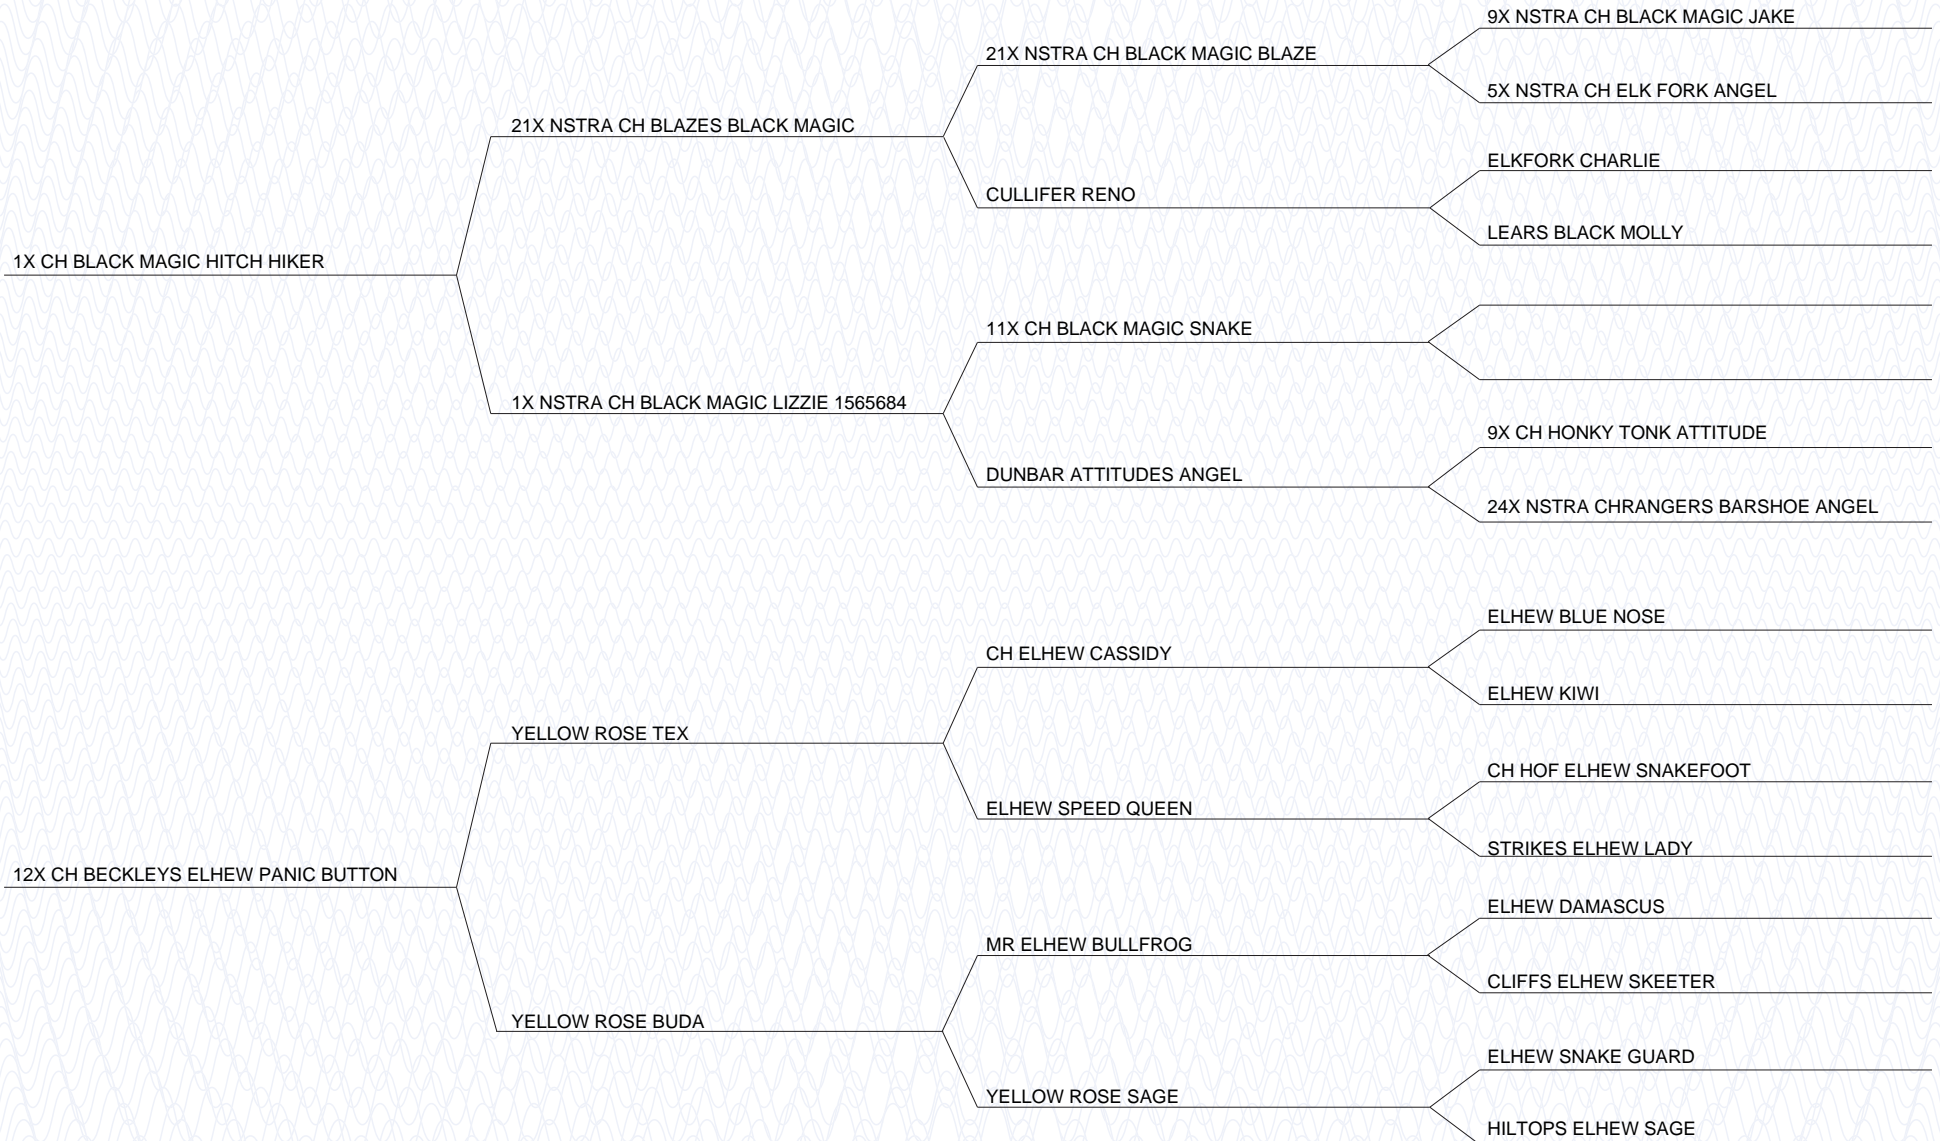 9X NSTRA CH BLACK MAGIC JAKE
21X NSTRA CH BLACK MAGIC BLAZE
5X NSTRA CH ELK FORK ANGEL
21X NSTRA CH BLAZES BLACK MAGIC
ELKFORK CHARLIE
CULLIFER RENO
LEARS BLACK MOLLY
1X CH BLACK MAGIC HITCH HIKER
11X CH BLACK MAGIC SNAKE
1X NSTRA CH BLACK MAGIC LIZZIE 1565684
9X CH HONKY TONK ATTITUDE
DUNBAR ATTITUDES ANGEL
24X NSTRA CHRANGERS BARSHOE ANGEL
ELHEW BLUE NOSE
CH ELHEW CASSIDY
ELHEW KIWI
YELLOW ROSE TEX
CH HOF ELHEW SNAKEFOOT
ELHEW SPEED QUEEN
STRIKES ELHEW LADY
12X CH BECKLEYS ELHEW PANIC BUTTON
ELHEW DAMASCUS
MR ELHEW BULLFROG
CLIFFS ELHEW SKEETER
YELLOW ROSE BUDA
ELHEW SNAKE GUARD
YELLOW ROSE SAGE
HILTOPS ELHEW SAGE